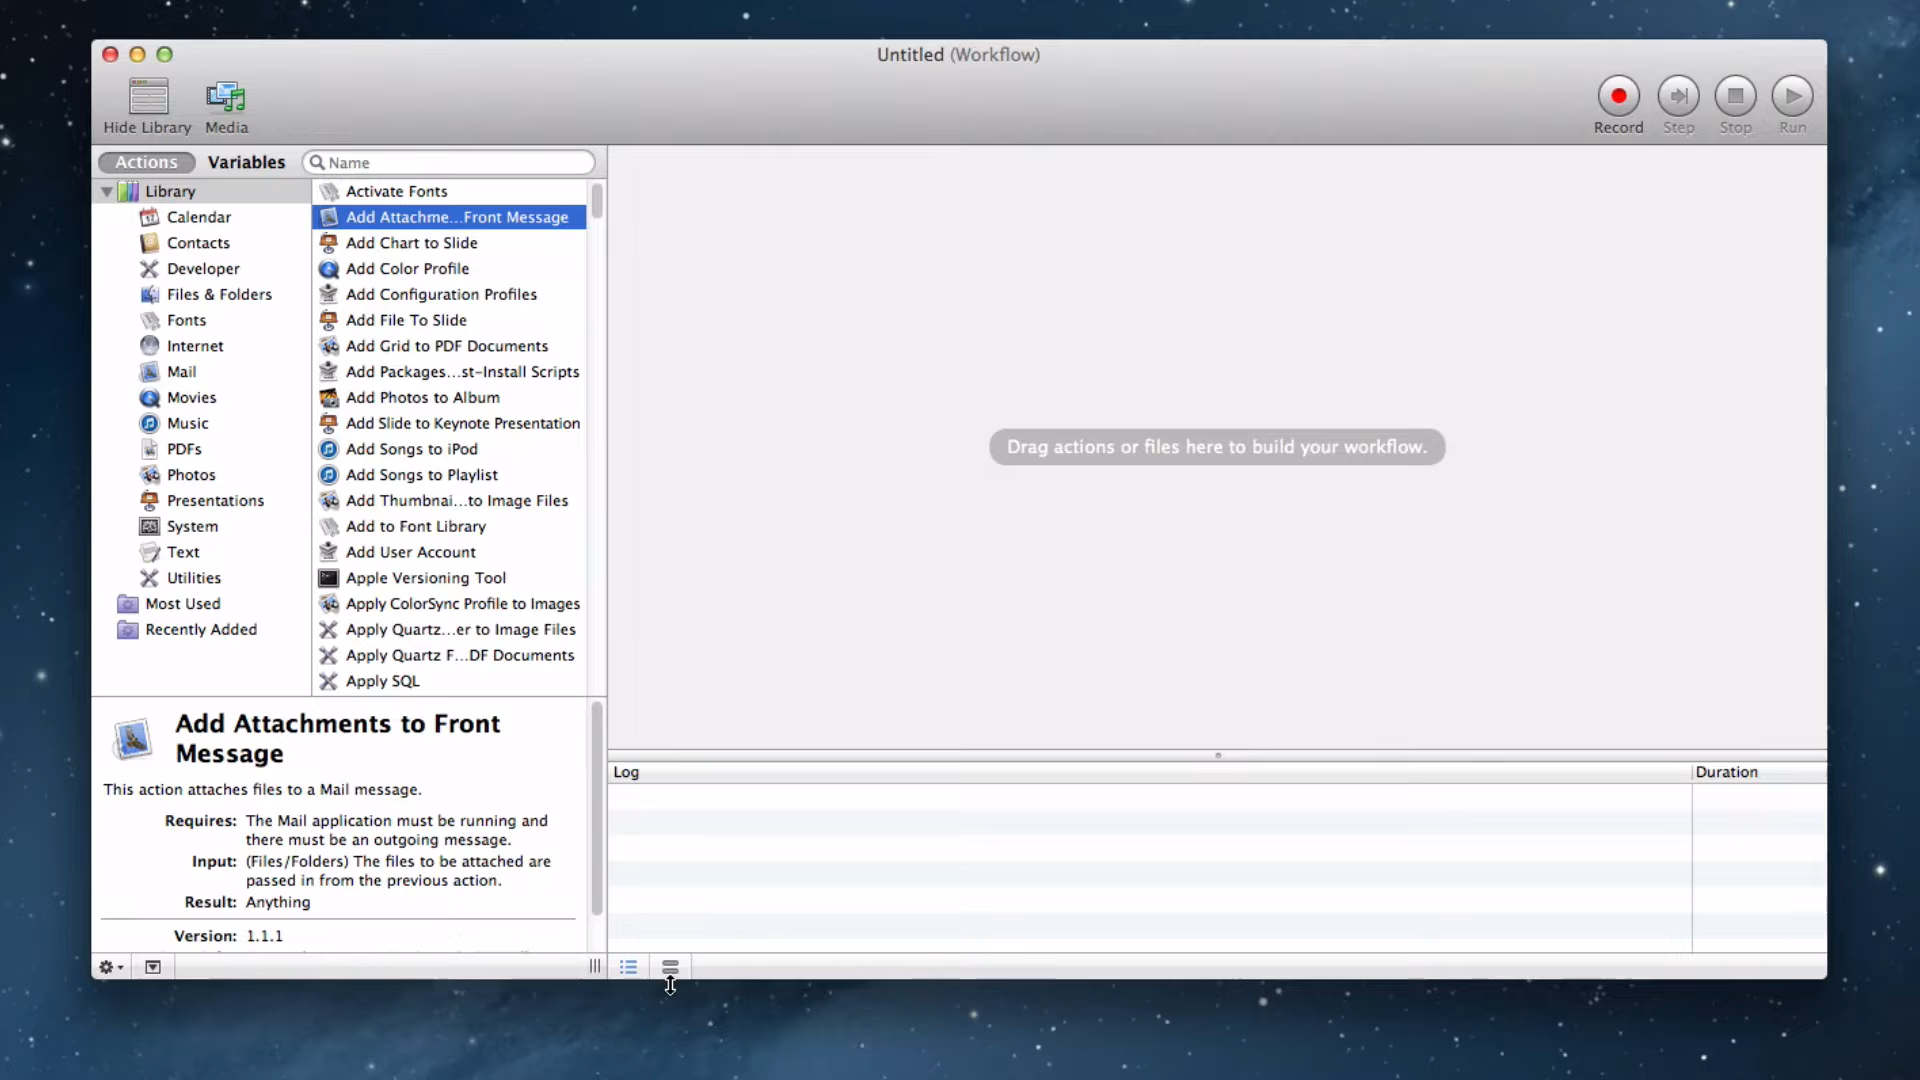 Untitled (Workflow)
Hide Library
Media
Record
Step
Stop
Run
Actions
Variables
Name
Library
Calendar
Contacts
Developer
Files & Folders
Fonts
Internet
Mail
Movies
Music
PDFs
Photos
Presentations
System
Text
Utilities
Most Used
Recently Added
Activate Fonts
Add Attachme...Front Message
Add Chart to Slide
Add Color Profile
Add Configuration Profiles
Add File To Slide
Add Grid to PDF Documents
Add Packages...st-Install Scripts
Add Photos to Album
Add Slide to Keynote Presentation
Add Songs to iPod
Add Songs to Playlist
Add Thumbnai...to Image Files
Add to Font Library
Add User Account
Apple Versioning Tool
Apply ColorSync Profile to Images
Apply Quartz...er to Image Files
Apply Quartz F...DF Documents
Apply SQL
Drag actions or files here to build your workflow.
Add Attachments to Front
Message
This action attaches files to a Mail message.
Requires: The Mail application must be running and
there must be an outgoing message.
Input: (Files/Folders) The files to be attached are
passed in from the previous action.
Result: Anything
Version: 1.1.1
Log
Duration